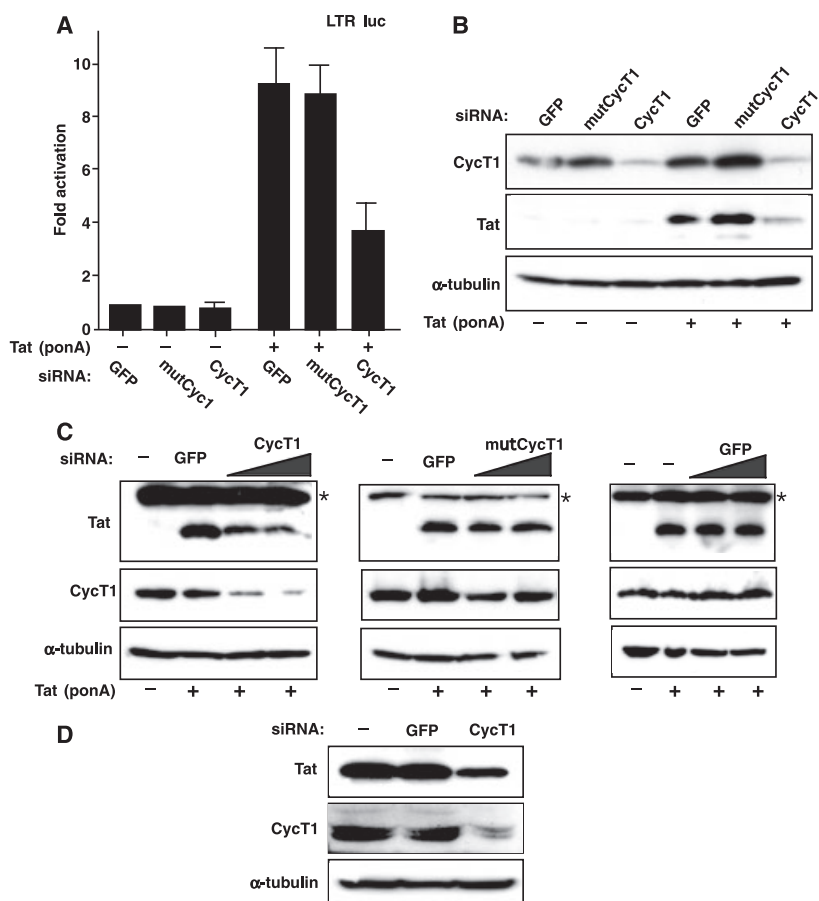 A
LTR luc
Fold activation
10
8
6
4
2
0
Tat (ponA) – – – + + +
siRNA: GFP mutCyc1 CycT1 GFP mutCycT1 CycT1
B
siRNA: GFP mutCycT1 CycT1 GFP mutCycT1 CycT1
CycT1
Tat
α-tubulin
Tat (ponA) – – – + + +
C
siRNA: – GFP CycT1
– GFP mutCycT1
– – GFP
Tat
*
*
*
CycT1
α-tubulin
Tat (ponA) – + + +
– + + +
– + + +
D
siRNA: – GFP CycT1
Tat
CycT1
α-tubulin